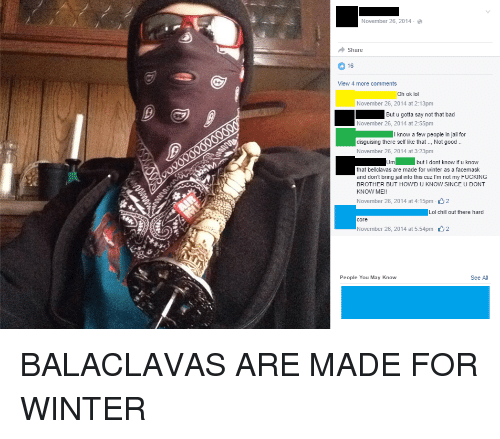 November 26, 2014 ·
Share
16
View 4 more comments
Oh ok lol
November 26, 2014 at 2:13pm
But u gotta say not that bad
November 26, 2014 at 2:55pm
I know a few people in jail for
disguising there self like that .., Not good ..
November 26, 2014 at 3:23pm
Um but I dont know if u know
that bellclavas are made for winter as a facemask
and don't bring jail into this cuz I'm not my FUCKING
BROTHER BUT HOW'D U KNOW SINCE U DONT
KNOW ME!!
November 26, 2014 at 4:15pm · 2
Lol chill out there hard
core
November 26, 2014 at 5:54pm · 2
People You May Know See All
BALACLAVAS ARE MADE FOR
WINTER